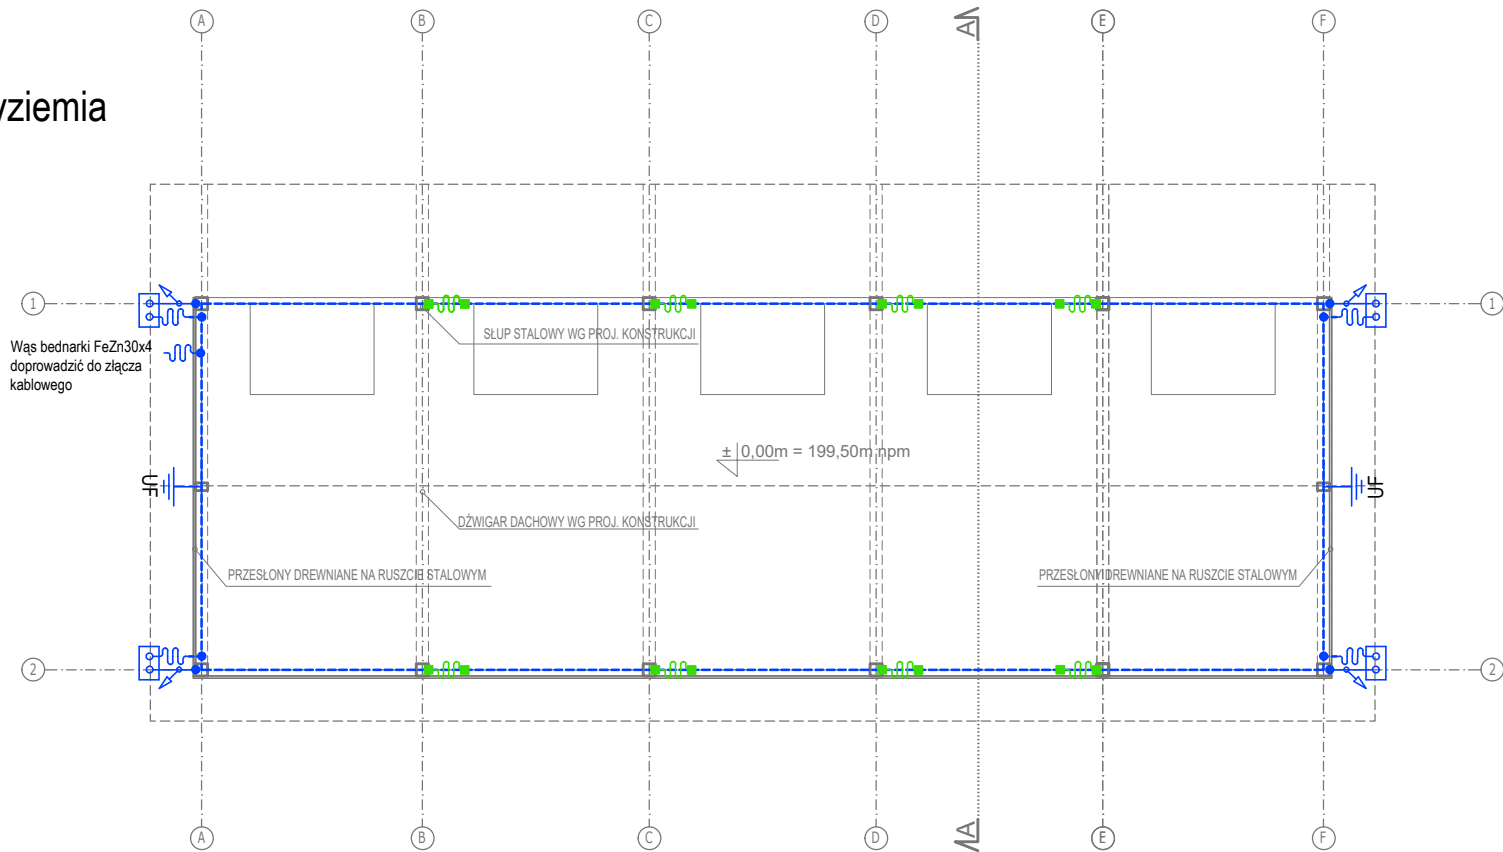 A B C D E F
A
yziemia
1 1
SŁUP STALOWY WG PROJ. KONSTRUKCJI
Wąs bednarki FeZn30x4
doprowadzić do złącza
kablowego
± 0,00m = 199,50m npm
UF UF
DŹWIGAR DACHOWY WG PROJ. KONSTRUKCJI
PRZESŁONY DREWNIANE NA RUSZCIE STALOWYM
PRZESŁONY DREWNIANE NA RUSZCIE STALOWYM
2 2
A B C D E F
A